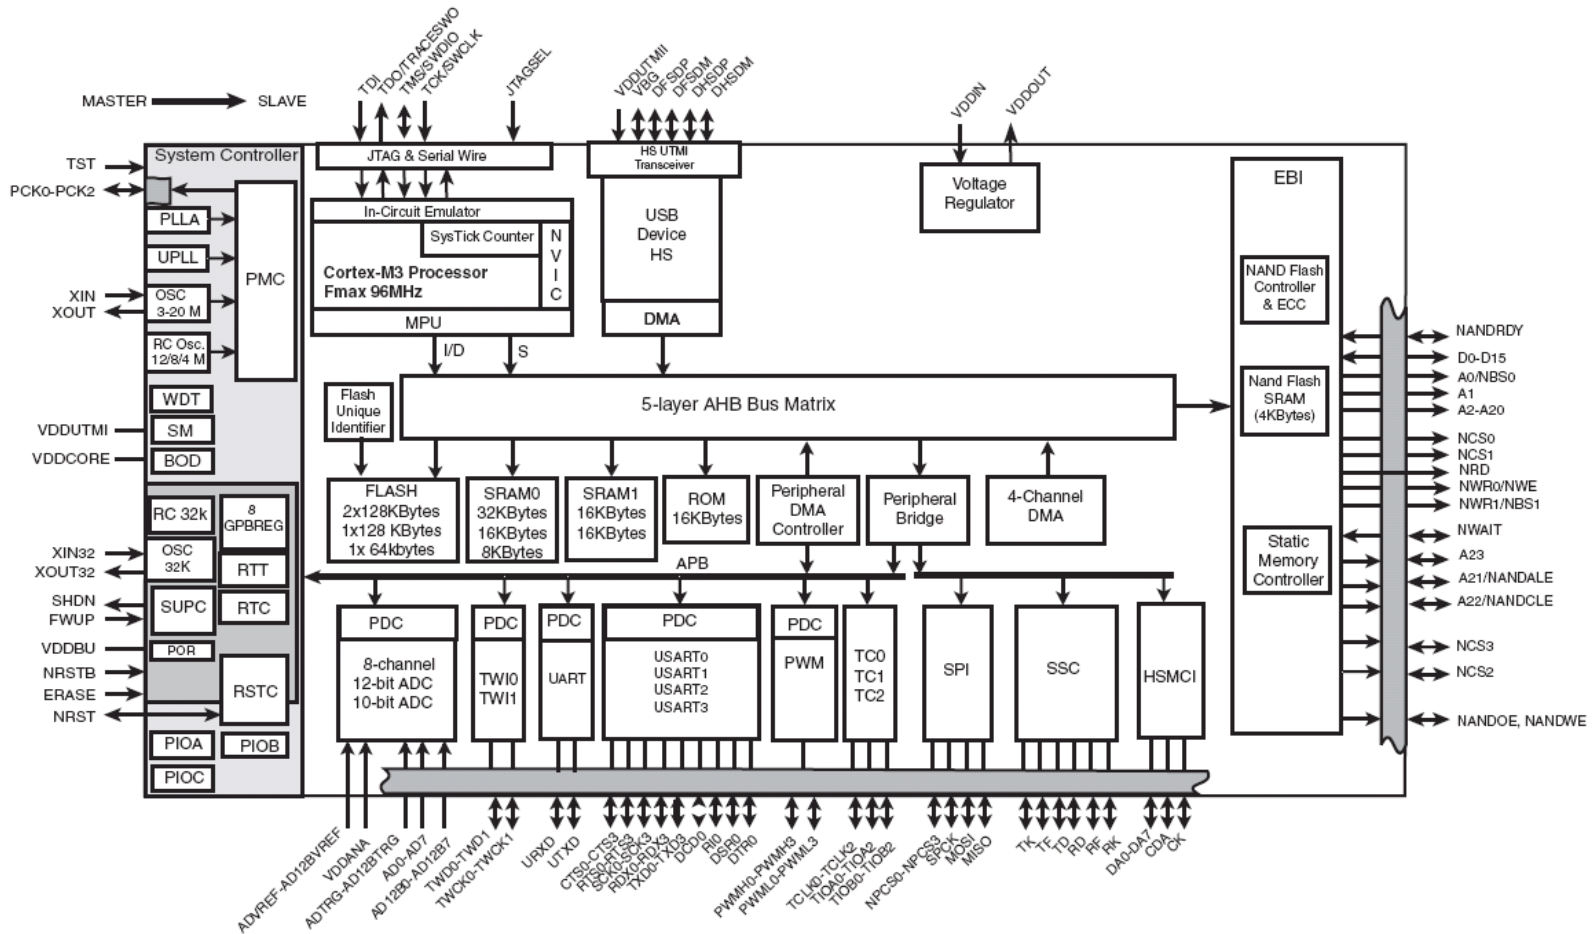 TDI
TDO/TRACESWO
TMS/SWDIO
TCK/SWCLK
JTAGSEL
VDDUTMII
VBG
DFSDP
DFSDM
DHSDP
DHSDM
VDDIN
VDDOUT
MASTER
SLAVE
TST
PCK0-PCK2
XIN
XOUT
VDDUTMI
VDDCORE
XIN32
XOUT32
SHDN
FWUP
VDDBU
NRSTB
ERASE
NRST
System Controller
PLLA
UPLL
OSC
3-20 M
RC Osc.
12/8/4 M
PMC
WDT
SM
BOD
RC 32k
8
GPBREG
OSC
32K
RTT
SUPC
RTC
POR
RSTC
PIOA
PIOB
PIOC
JTAG & Serial Wire
In-Circuit Emulator
SysTick Counter
N
V
I
C
Cortex-M3 Processor
Fmax 96MHz
MPU
I/D
S
HS UTMI
Transceiver
USB
Device
HS
DMA
Voltage
Regulator
5-layer AHB Bus Matrix
Flash
Unique
Identifier
FLASH
2x128KBytes
1x128 KBytes
1x 64kbytes
SRAM0
32KBytes
16KBytes
8KBytes
SRAM1
16KBytes
16KBytes
ROM
16KBytes
Peripheral
DMA
Controller
Peripheral
Bridge
4-Channel
DMA
APB
PDC
8-channel
12-bit ADC
10-bit ADC
PDC
TWI0
TWI1
PDC
UART
PDC
USART0
USART1
USART2
USART3
PDC
PWM
TC0
TC1
TC2
SPI
SSC
HSMCI
EBI
NAND Flash
Controller
& ECC
Nand Flash
SRAM
(4KBytes)
Static
Memory
Controller
NANDRDY
D0-D15
A0/NBS0
A1
A2-A20
NCS0
NCS1
NRD
NWR0/NWE
NWR1/NBS1
NWAIT
A23
A21/NANDALE
A22/NANDCLE
NCS3
NCS2
NANDOE, NANDWE
ADVREF-AD12BVREF
VDDANA
ADTRG-AD12BTRG
AD0-AD7
AD12B0-AD12B7
TWD0-TWD1
TWCK0-TWCK1
URXD
UTXD
CTS0-CTS3
RTS0-RTS3
SCK0-SCK3
RDX0-RDX3
TXD0-TXD3
DCD0
RI0
DSR0
DTR0
PWMH0-PWMH3
PWML0-PWML3
TCLK0-TCLK2
TIOA0-TIOA2
TIOB0-TIOB2
NPCS0-NPCS3
SPCK
MOSI
MISO
TK
TF
TD
RD
RF
RK
DA0-DA7
CDA
CK